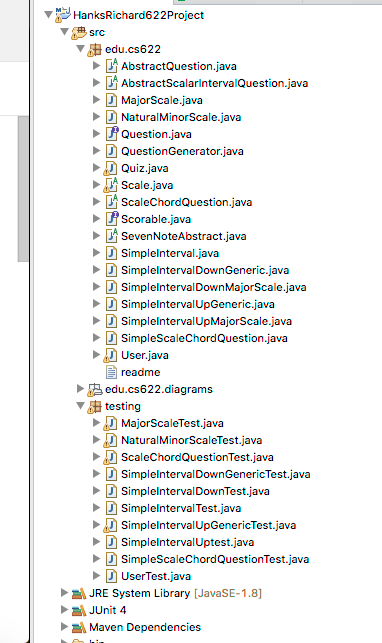 HanksRichard622Project
src
edu.cs622
AbstractQuestion.java
AbstractScalarIntervalQuestion.java
MajorScale.java
NaturalMinorScale.java
Question.java
QuestionGenerator.java
Quiz.java
Scale.java
ScaleChordQuestion.java
Scorable.java
SevenNoteAbstract.java
SimpleInterval.java
SimpleIntervalDownGeneric.java
SimpleIntervalDownMajorScale.java
SimpleIntervalUpGeneric.java
SimpleIntervalUpMajorScale.java
SimpleScaleChordQuestion.java
User.java
readme
edu.cs622.diagrams
testing
MajorScaleTest.java
NaturalMinorScaleTest.java
ScaleChordQuestionTest.java
SimpleIntervalDownGenericTest.java
SimpleIntervalDownTest.java
SimpleIntervalTest.java
SimpleIntervalUpGenericTest.java
SimpleIntervalUptest.java
SimpleScaleChordQuestionTest.java
UserTest.java
JRE System Library [JavaSE-1.8]
JUnit 4
Maven Dependencies